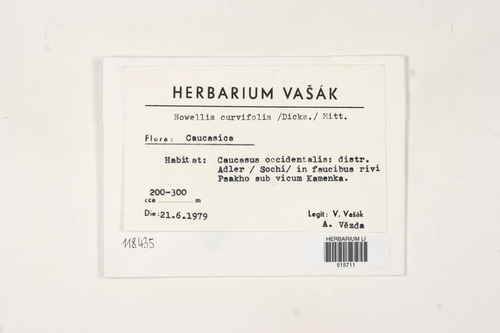 HERBARIUM VAŠÁK
Nowellia curvifolia /Dicks./ Mitt.
Flora: Caucasica
Habitat: Caucasus occidentalis: distr.
Adler / Sochi/ in faucibus rivi
Psakho sub vicum Kamenka.
200-300
cca m
Die: 21.6.1979
Legit: V. Vašák
A. Vězda
118435
HERBARIUM LI
515711